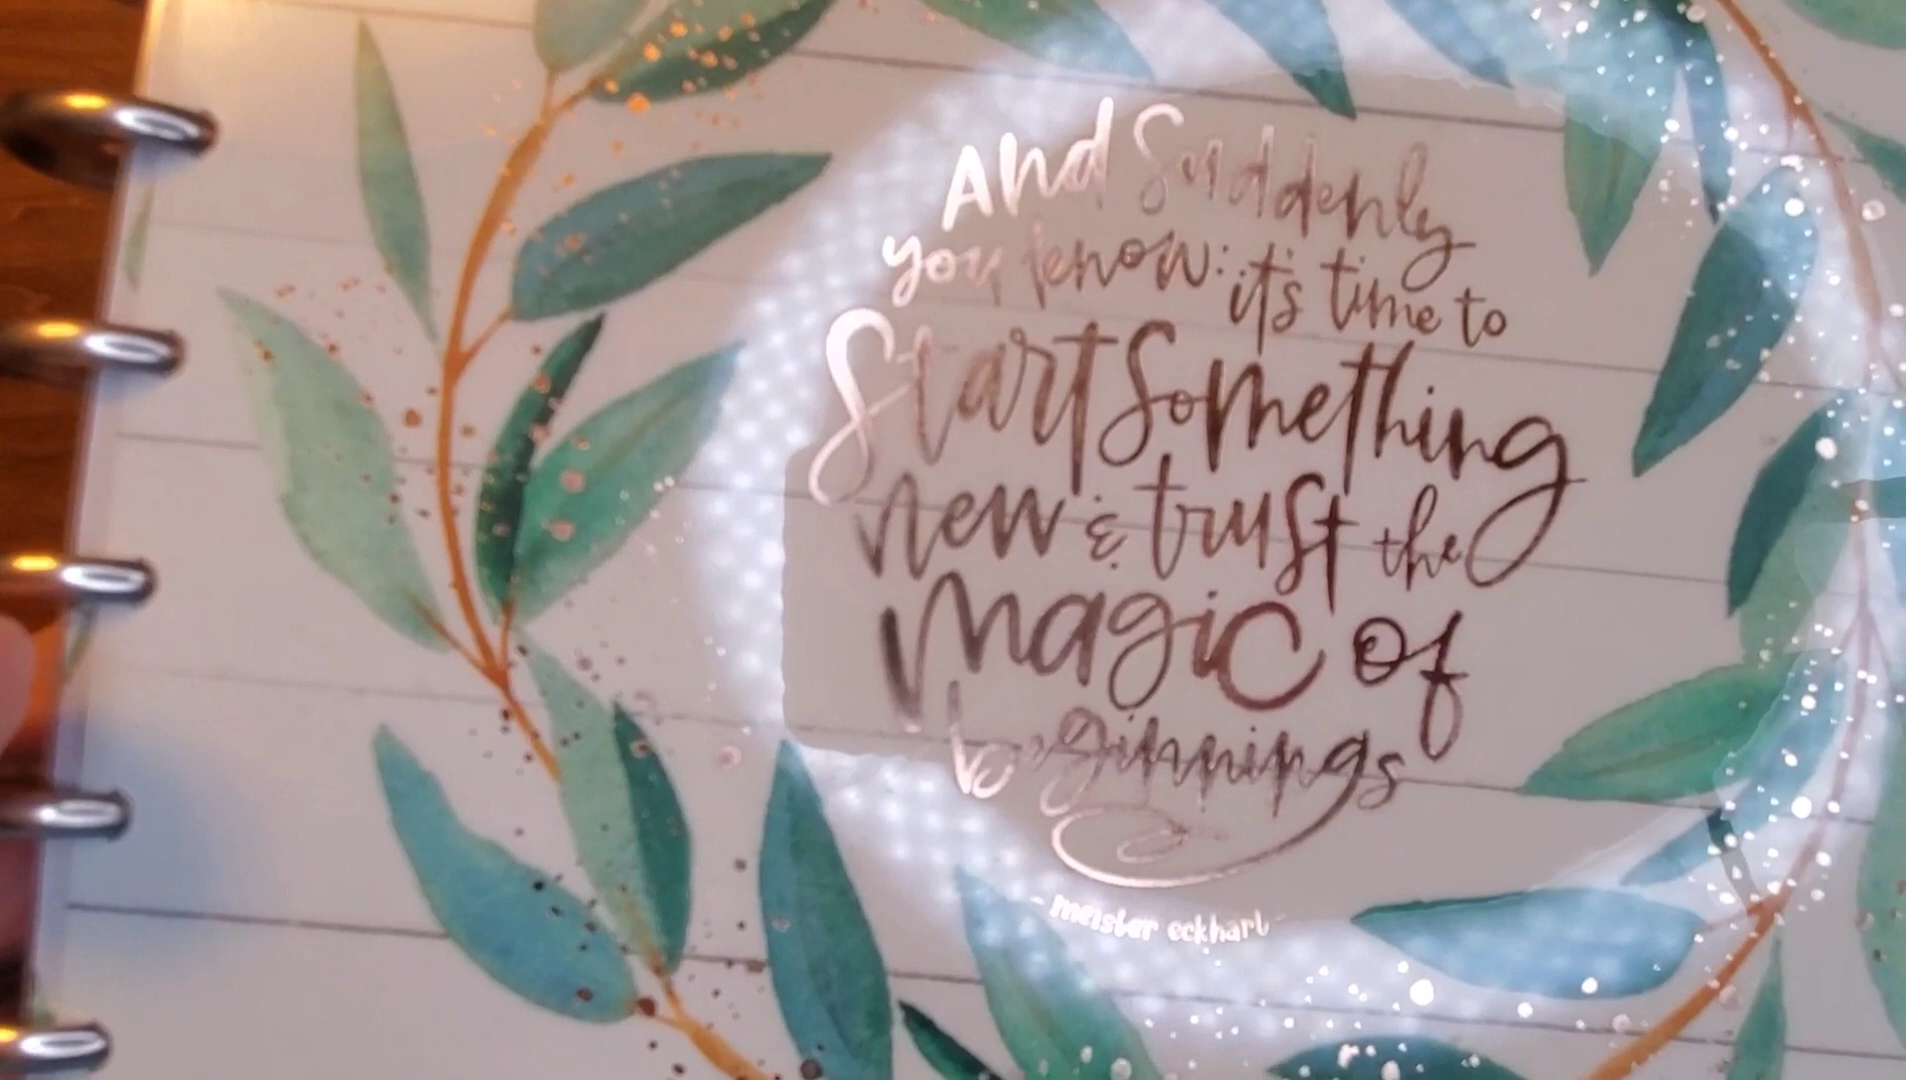 And Suddenly
you know: it's time to
Start Something
new & trust the
magic of
beginnings
- meister eckhart -